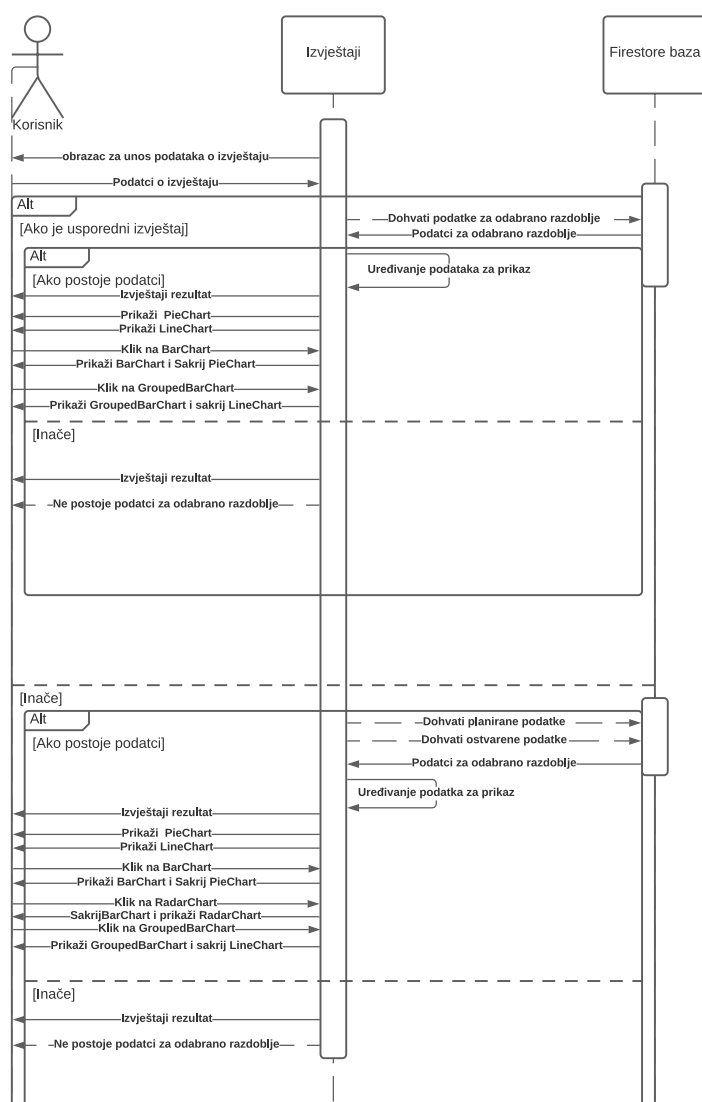 Izvještaji
Firestore baza
Korisnik
obrazac za unos podataka o izvještaju
Podatci o izvještaju
Alt
Dohvati podatke za odabrano razdoblje
[Ako je usporedni izvještaj]
Podatci za odabrano razdoblje
Alt
Uređivanje podataka za prikaz
[Ako postoje podatci]
Izvještaji rezultat
Prikaži PieChart
Prikaži LineChart
Klik na BarChart
Prikaži BarChart i Sakrij PieChart
Klik na GroupedBarChart
Prikaži GroupedBarChart i sakrij LineChart
[Inače]
Izvještaji rezultat
Ne postoje podatci za odabrano razdoblje
[Inače]
Alt
Dohvati planirane podatke
Dohvati ostvarene podatke
[Ako postoje podatci]
Podatci za odabrano razdoblje
Uređivanje podatka za prikaz
Izvještaji rezultat
Prikaži PieChart
Prikaži LineChart
Klik na BarChart
Prikaži BarChart i Sakrij PieChart
Klik na RadarChart
SakrijBarChart i prikaži RadarChart
Klik na GroupedBarChart
Prikaži GroupedBarChart i sakrij LineChart
[Inače]
Izvještaji rezultat
Ne postoje podatci za odabrano razdoblje